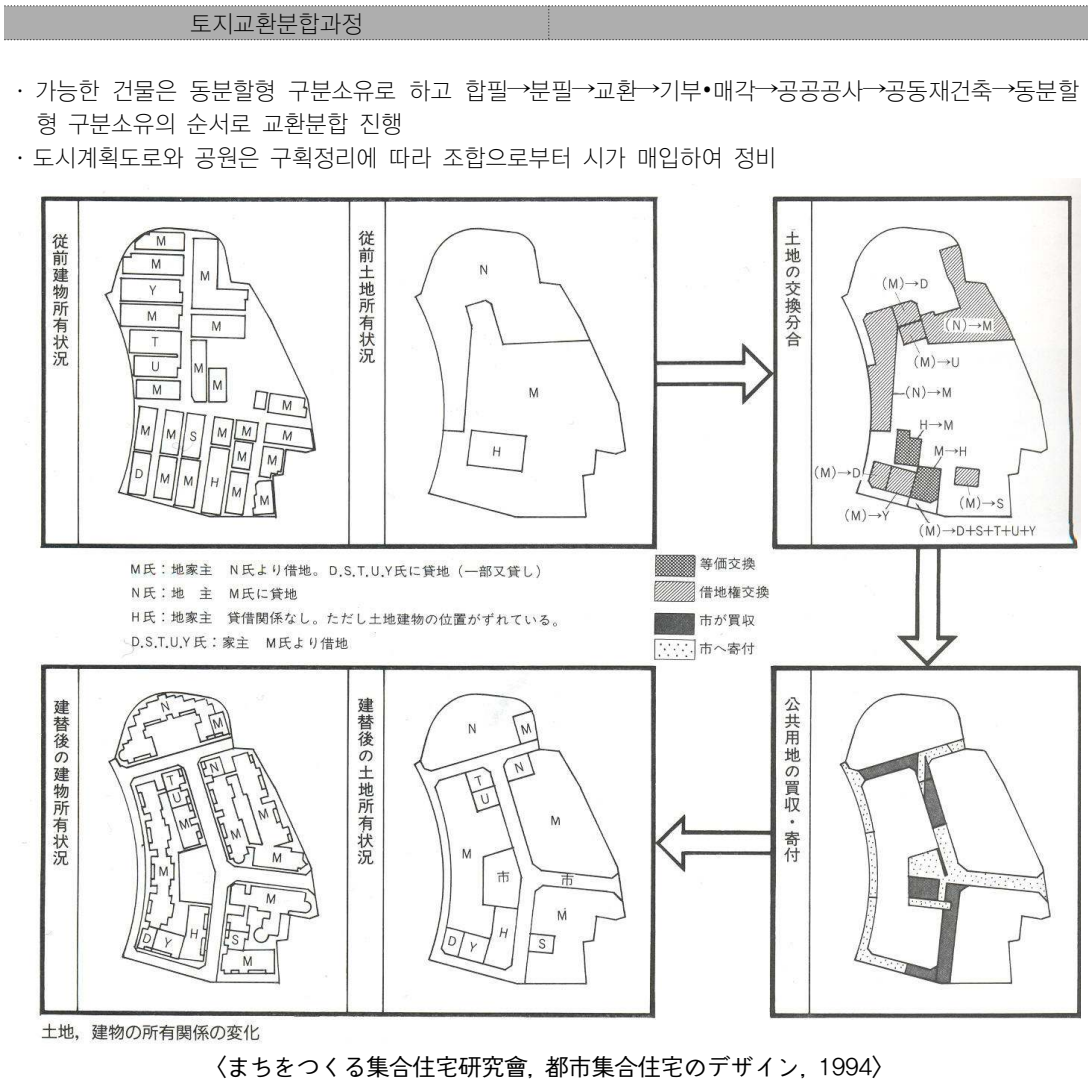 토지교환분합과정
· 가능한 건물은 동분할형 구분소유로 하고 합필→분필→교환→기부•매각→공공공사→공동재건축→동분할
형 구분소유의 순서로 교환분합 진행
· 도시계획도로와 공원은 구획정리에 따라 조합으로부터 시가 매입하여 정비
従前建物所有状況
M
M
Y
M
T
U
M
M
M
M
M
M
M
M
M
S
M
M
M
M
M
D
M
M
H
M
M
従前土地所有状況
N
M
H
土地の交換分合
(M)→D
(N)→M
(M)→U
(N)→M
H→M
M→H
(M)→D
(M)→S
(M)→Y
(M)→D+S+T+U+Y
M氏：地家主 N氏より借地。D,S,T,U,Y氏に貸地（一部又貸し）
N氏：地 主 M氏に貸地
H氏：地家主 貸借関係なし。ただし土地建物の位置がずれている。
D,S,T,U,Y氏：家主 M氏より借地
等価交換
借地権交換
市が買収
市へ寄付
建替後の建物所有状況
N
M
T
U
N
M
M
M
M
M
M
D
Y
H
S
M
建替後の土地所有状況
N
M
T
U
N
M
M
市
市
M
D
Y
H
S
公共用地の買収・寄付
土地，建物の所有関係の変化
〈まちをつくる集合住宅研究會, 都市集合住宅のデザイン, 1994〉